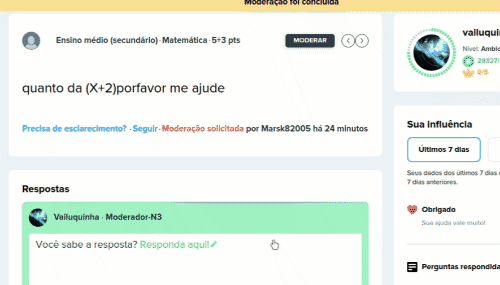 Moderação foi concluída
Ensino médio (secundário)· Matemática · 5+3 pts
MODERAR
quanto da (X+2)porfavor me ajude
Precisa de esclarecimento? · Seguir· Moderação solicitada por Marsk82005 há 24 minutos
Respostas
Vailuquinha · Moderador-N3
Você sabe a resposta? Responda aqui!
vailuquin
Nível: Ambic
29327/
0/5
Sua influência
Últimos 7 dias
Seus dados dos últimos 7 dias
7 dias anteriores.
Obrigado
Sua ajuda vale muito!
Perguntas respondida